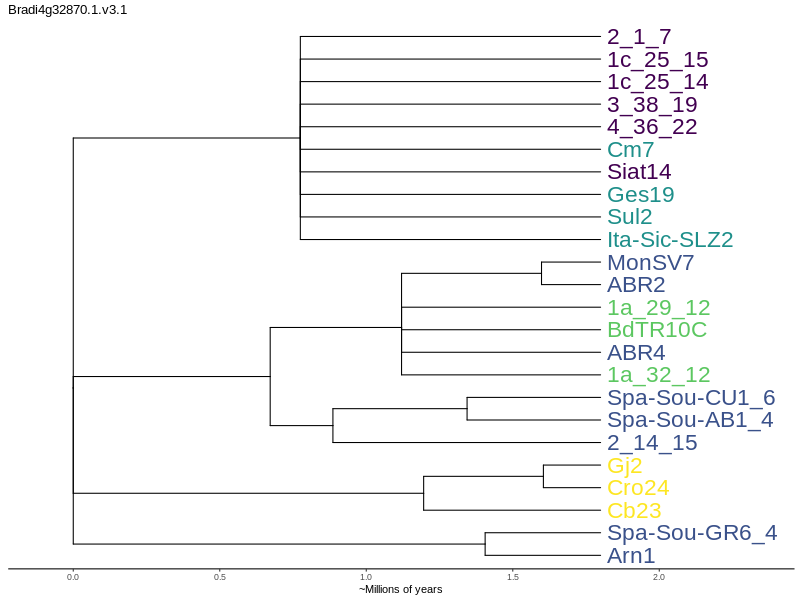 Bradi4g32870.1.v3.1
2_1_7
1c_25_15
1c_25_14
3_38_19
4_36_22
Cm7
Siat14
Ges19
Sul2
Ita-Sic-SLZ2
MonSV7
ABR2
1a_29_12
BdTR10C
ABR4
1a_32_12
Spa-Sou-CU1_6
Spa-Sou-AB1_4
2_14_15
Gj2
Cro24
Cb23
Spa-Sou-GR6_4
Arn1
0.0 0.5 1.0 1.5 2.0
~Millions of years